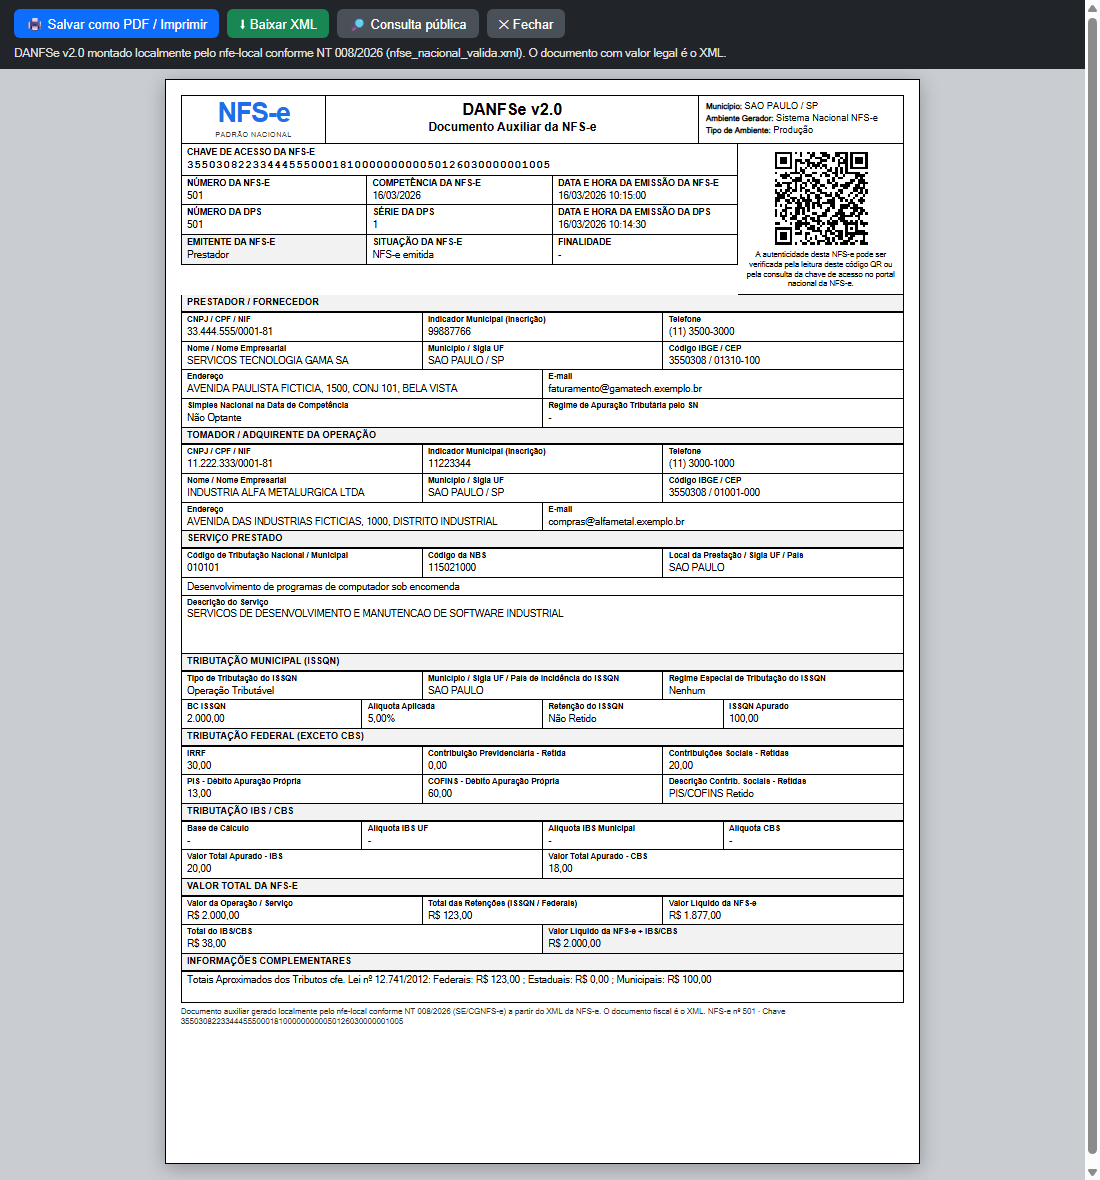 Salvar como PDF / Imprimir
Baixar XML
Consulta pública
Fechar
DANFSe v2.0 montado localmente pelo nfe-local conforme NT 008/2026 (nfse_nacional_valida.xml). O documento com valor legal é o XML.
NFS-e
PADRÃO NACIONAL
DANFSe v2.0
Documento Auxiliar da NFS-e
Município: SAO PAULO / SP
Ambiente Gerador: Sistema Nacional NFS-e
Tipo de Ambiente: Produção
CHAVE DE ACESSO DA NFS-E
35503082233444555000181000000000050126030000001005
NÚMERO DA NFS-E COMPETÊNCIA DA NFS-E DATA E HORA DA EMISSÃO DA NFS-E
501 16/03/2026 16/03/2026 10:15:00
NÚMERO DA DPS SÉRIE DA DPS DATA E HORA DA EMISSÃO DA DPS
501 1 16/03/2026 10:14:30
EMITENTE DA NFS-E SITUAÇÃO DA NFS-E FINALIDADE
Prestador NFS-e emitida -
A autenticidade desta NFS-e pode ser
verificada pela leitura deste código QR ou
pela consulta da chave de acesso no portal
nacional da NFS-e.
PRESTADOR / FORNECEDOR
CNPJ / CPF / NIF Indicador Municipal (Inscrição) Telefone
33.444.555/0001-81 99887766 (11) 3500-3000
Nome / Nome Empresarial Município / Sigla UF Código IBGE / CEP
SERVICOS TECNOLOGIA GAMA SA SAO PAULO / SP 3550308 / 01310-100
Endereço E-mail
AVENIDA PAULISTA FICTICIA, 1500, CONJ 101, BELA VISTA faturamento@gamatech.exemplo.br
Simples Nacional na Data de Competência Regime de Apuração Tributária pelo SN
Não Optante -
TOMADOR / ADQUIRENTE DA OPERAÇÃO
CNPJ / CPF / NIF Indicador Municipal (Inscrição) Telefone
11.222.333/0001-81 11223344 (11) 3000-1000
Nome / Nome Empresarial Município / Sigla UF Código IBGE / CEP
INDUSTRIA ALFA METALURGICA LTDA SAO PAULO / SP 3550308 / 01001-000
Endereço E-mail
AVENIDA DAS INDUSTRIAS FICTICIAS, 1000, DISTRITO INDUSTRIAL compras@alfametal.exemplo.br
SERVIÇO PRESTADO
Código de Tributação Nacional / Municipal Código da NBS Local da Prestação / Sigla UF / País
010101 115021000 SAO PAULO
Desenvolvimento de programas de computador sob encomenda
Descrição do Serviço
SERVICOS DE DESENVOLVIMENTO E MANUTENCAO DE SOFTWARE INDUSTRIAL
TRIBUTAÇÃO MUNICIPAL (ISSQN)
Tipo de Tributação do ISSQN Município / Sigla UF / País de Incidência do ISSQN Regime Especial de Tributação do ISSQN
Operação Tributável SAO PAULO Nenhum
BC ISSQN Alíquota Aplicada Retenção do ISSQN ISSQN Apurado
2.000,00 5,00% Não Retido 100,00
TRIBUTAÇÃO FEDERAL (EXCETO CBS)
IRRF Contribuição Previdenciária - Retida Contribuições Sociais - Retidas
30,00 0,00 20,00
PIS - Débito Apuração Própria COFINS - Débito Apuração Própria Descrição Contrib. Sociais - Retidas
13,00 60,00 PIS/COFINS Retido
TRIBUTAÇÃO IBS / CBS
Base de Cálculo Alíquota IBS UF Alíquota IBS Municipal Alíquota CBS
- - - -
Valor Total Apurado - IBS Valor Total Apurado - CBS
20,00 18,00
VALOR TOTAL DA NFS-E
Valor da Operação / Serviço Total das Retenções (ISSQN / Federais) Valor Líquido da NFS-e
R$ 2.000,00 R$ 123,00 R$ 1.877,00
Total do IBS/CBS Valor Líquido da NFS-e + IBS/CBS
R$ 38,00 R$ 2.000,00
INFORMAÇÕES COMPLEMENTARES
Totais Aproximados dos Tributos cfe. Lei nº 12.741/2012: Federais: R$ 123,00 ; Estaduais: R$ 0,00 ; Municipais: R$ 100,00
Documento auxiliar gerado localmente pelo nfe-local conforme NT 008/2026 (SE/CGNFS-e) a partir do XML da NFS-e. O documento fiscal é o XML. NFS-e nº 501 · Chave
35503082233444555000181000000000050126030000001005